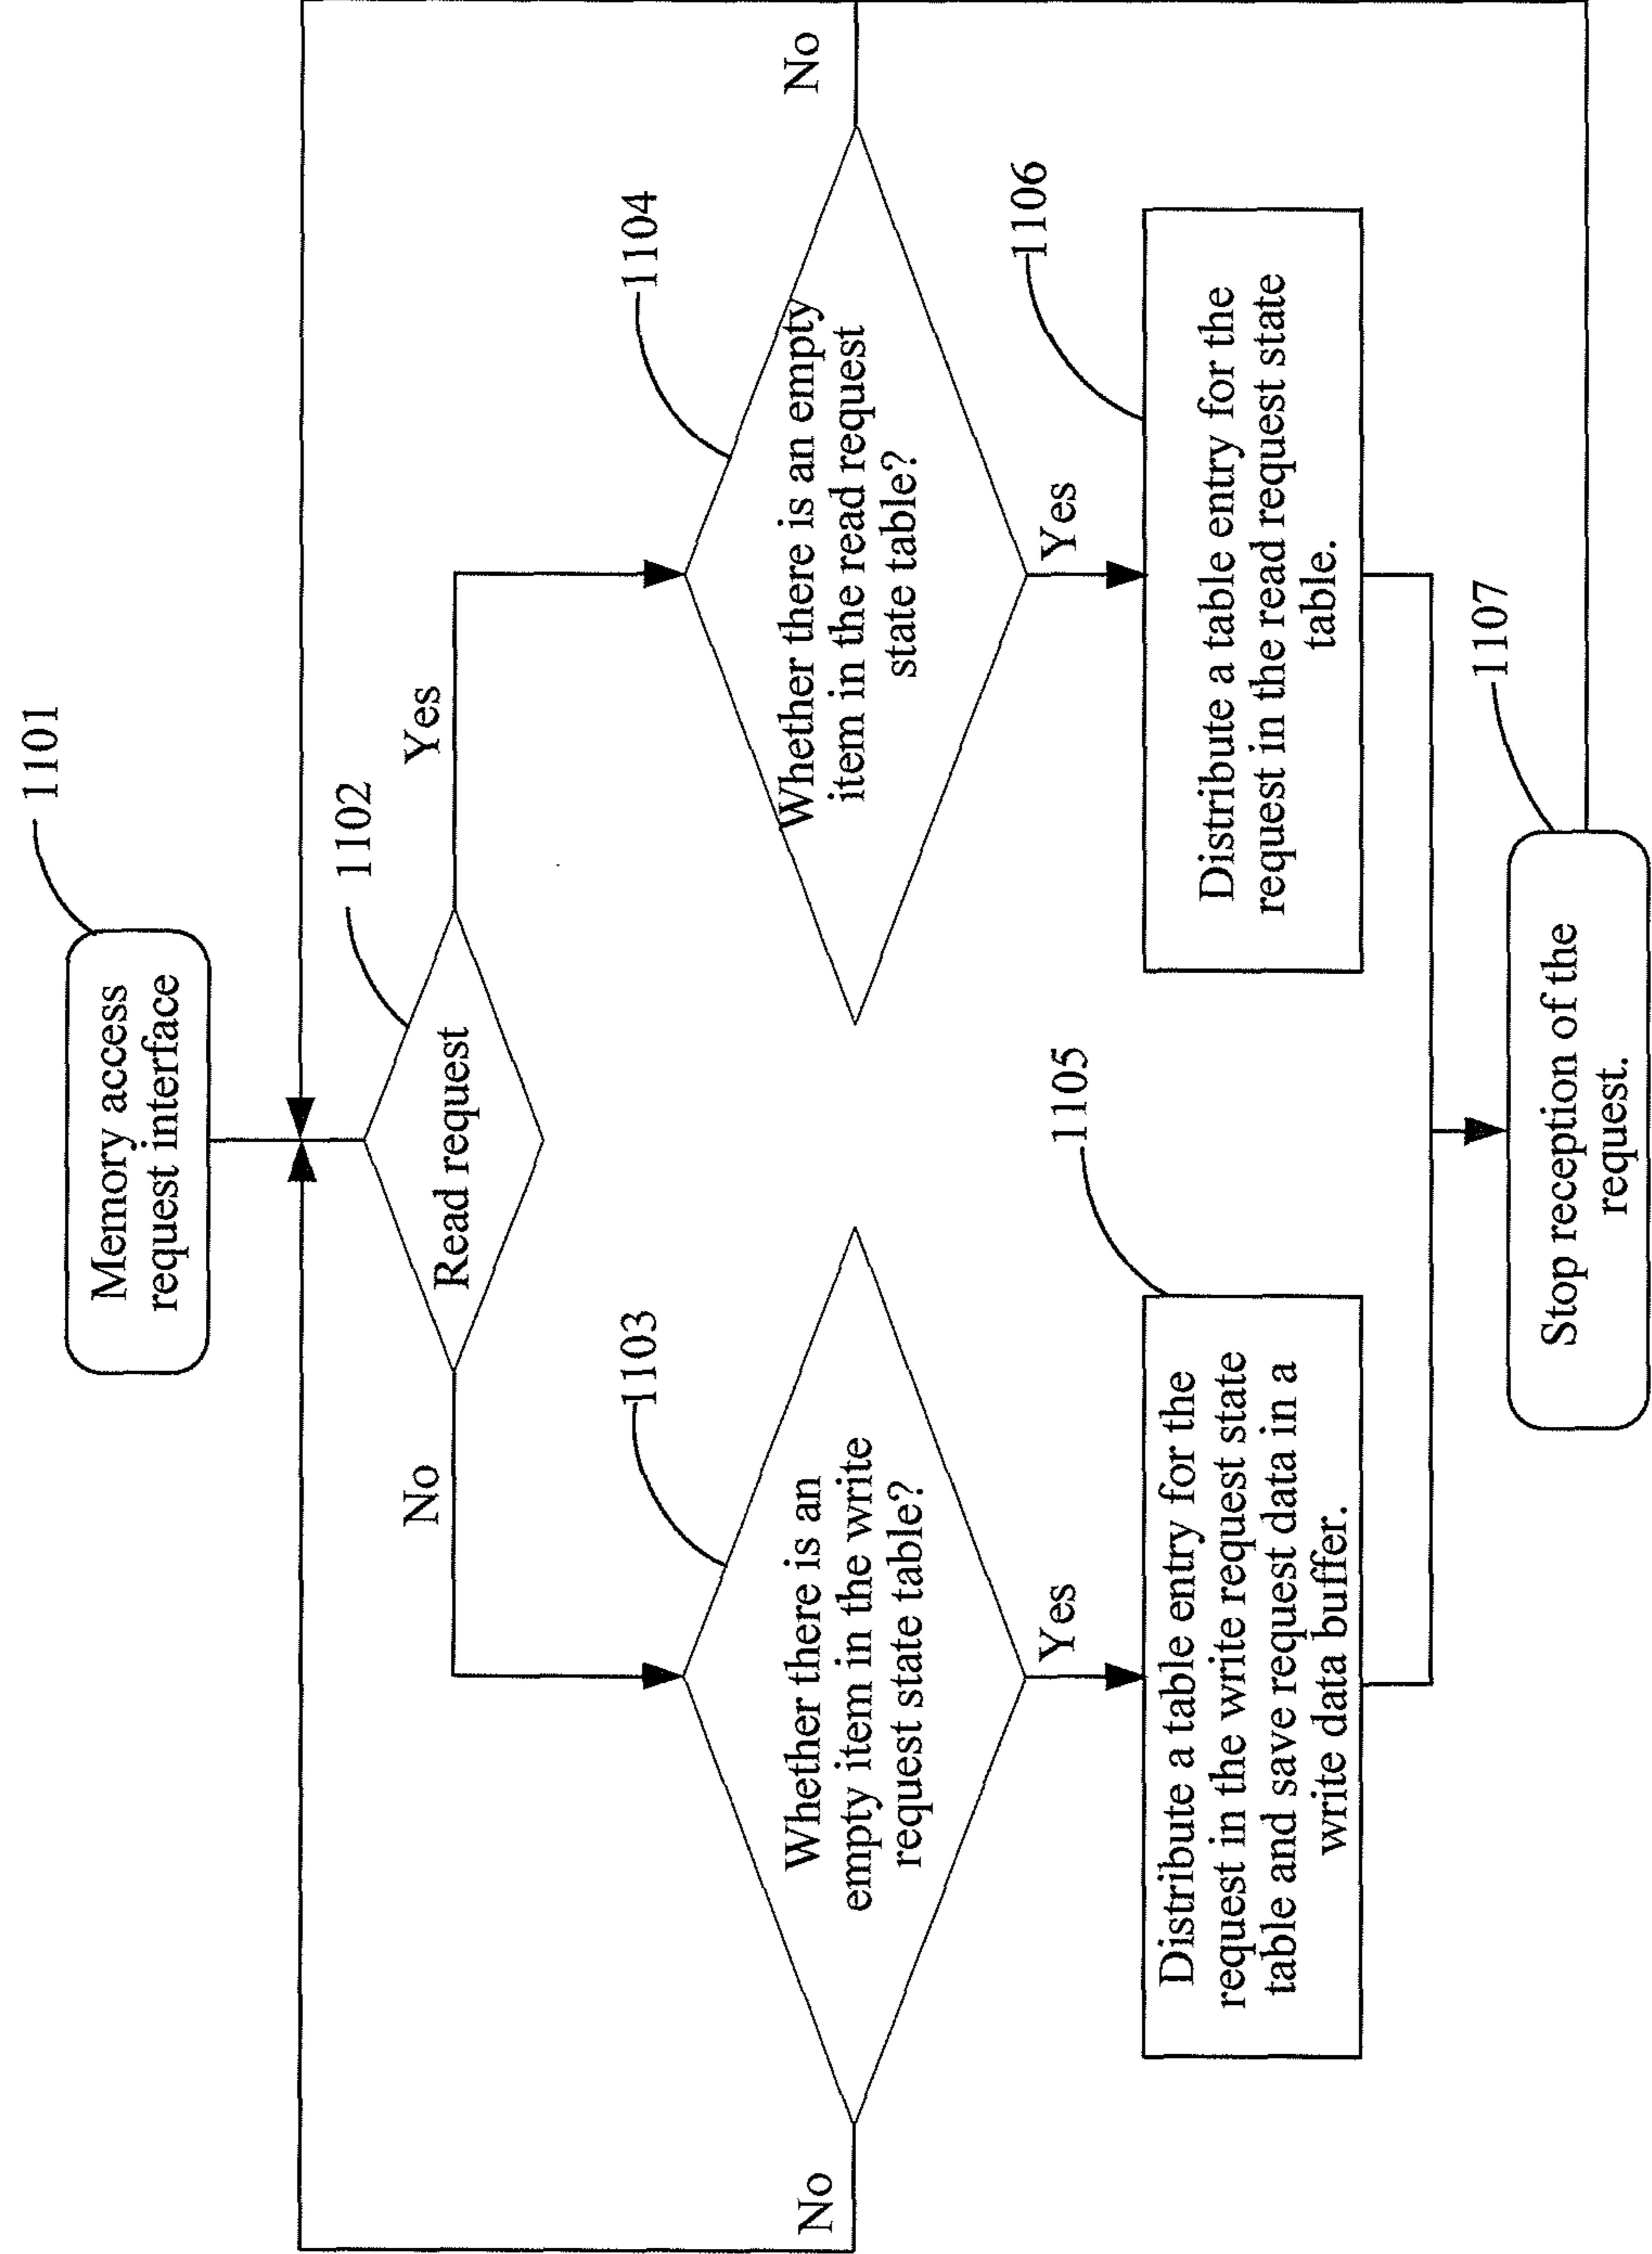 1101
Memory access
request interface
1102
Read request
No
Yes
1103
Whether there is an
empty item in the write
request state table?
No
Yes
1104
Whether there is an empty
item in the read request
state table?
No
Yes
1105
Distribute a table entry for the
request in the write request state
table and save request data in a
write data buffer.
1106
Distribute a table entry for the
request in the read request state
table.
1107
Stop reception of the
request.